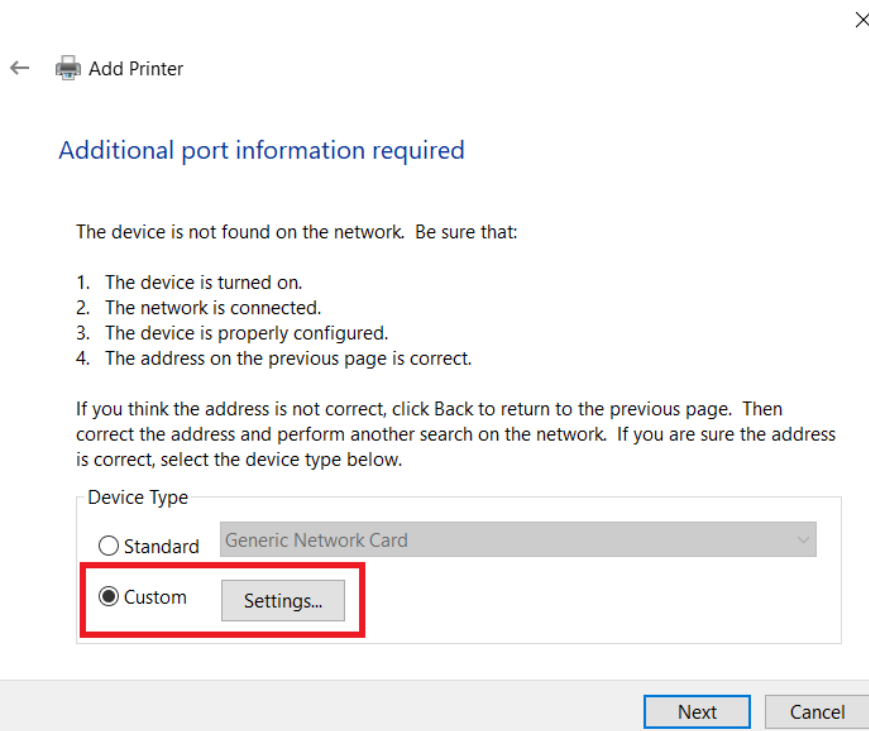 Add Printer
Additional port information required
The device is not found on the network.  Be sure that:
1.  The device is turned on.
2.  The network is connected.
3.  The device is properly configured.
4.  The address on the previous page is correct.
If you think the address is not correct, click Back to return to the previous page.  Then
correct the address and perform another search on the network.  If you are sure the address
is correct, select the device type below.
Device Type
Standard Generic Network Card
Custom Settings...
Next Cancel